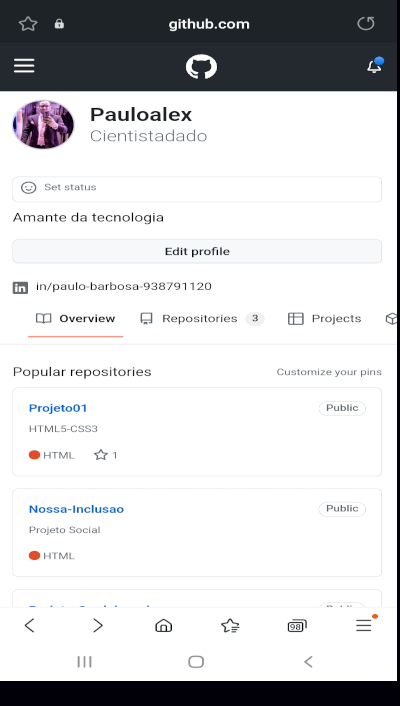 github.com
Pauloalex
Cientistadado
Set status
Amante da tecnologia
Edit profile
in/paulo-barbosa-938791120
Overview Repositories 3 Projects
Popular repositories Customize your pins
Projeto01 Public
HTML5-CSS3
HTML 1
Nossa-Inclusao Public
Projeto Social
HTML
98